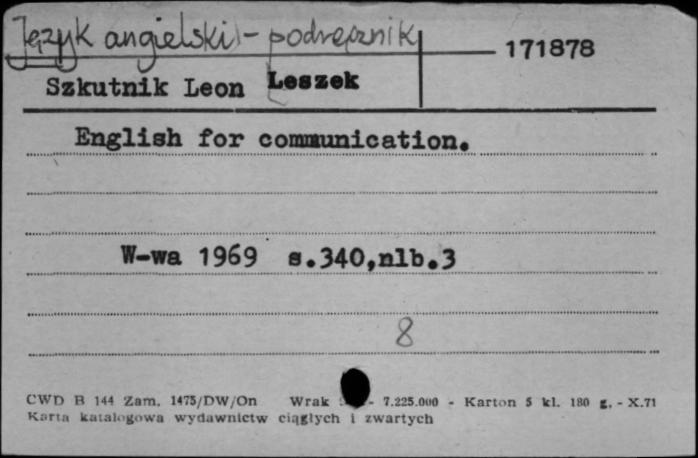 Język angielski - podręcznik
171878
Szkutnik Leon Leszek
English for communication.
W-wa 1969 s.340,nlb.3
8
CWD B 144 Zam. 1475/DW/On Wrak - 7.225.000 - Karton 5 kl. 180 g. - X.71
Karta katalogowa wydawnictw ciągłych i zwartych